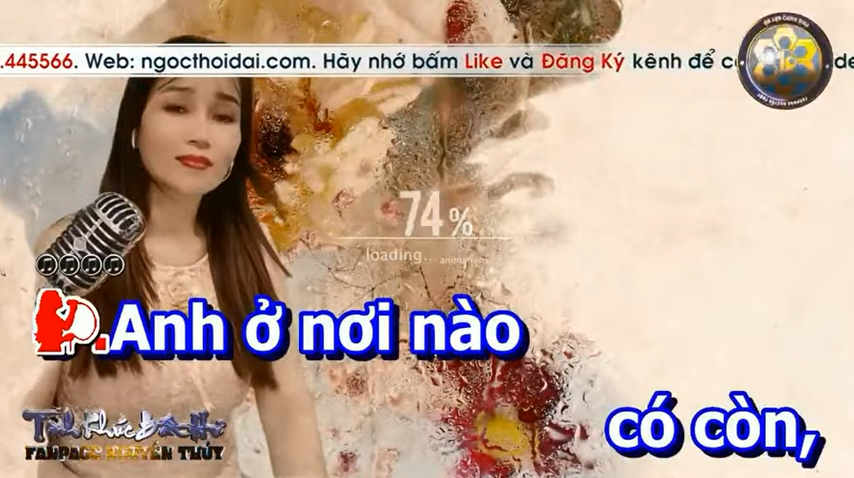 .445566. Web: ngocthoidai.com. Hãy nhớ bấm Like và Đăng Ký kênh để c
74%
loading...
.Anh ở nơi nào
có còn,
FANPAGE NGUYỄN THỦY